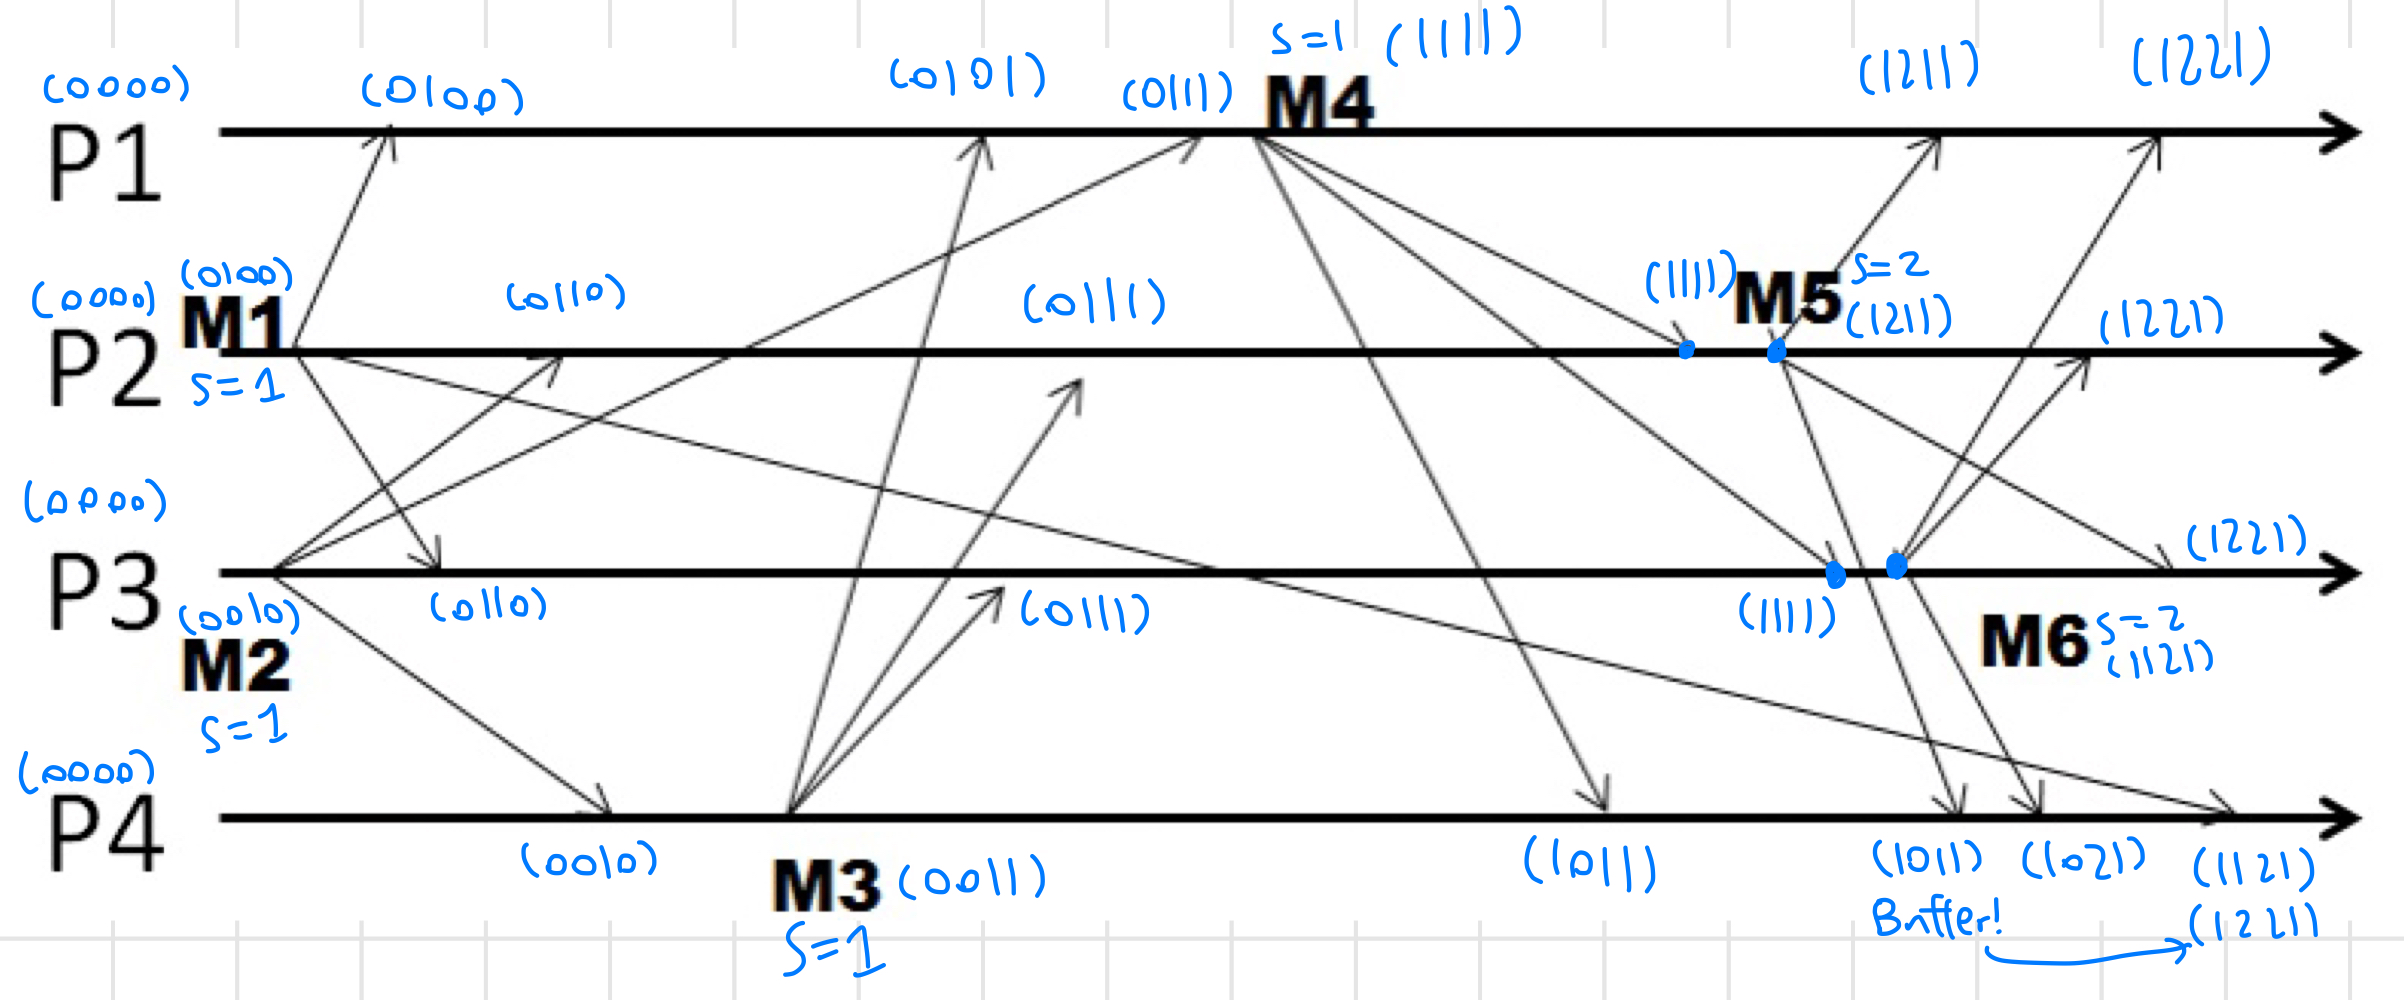 S=1 (1111)
(0000) (0100) (0101) (0111) M4 (1211) (1221)
P1
(0000) (0100) (0110) (0111) (1111) M5 S=2
M1 (1211) (1221)
P2 S=1
(0000) (1221)
P3 (0110) (0111) (1111)
(0010) M6 S=2
M2 (1121)
S=1
(0000)
P4
(0010) M3 (0011) (1011) (1011) (1021) (1121)
S=1 Buffer! (1221)